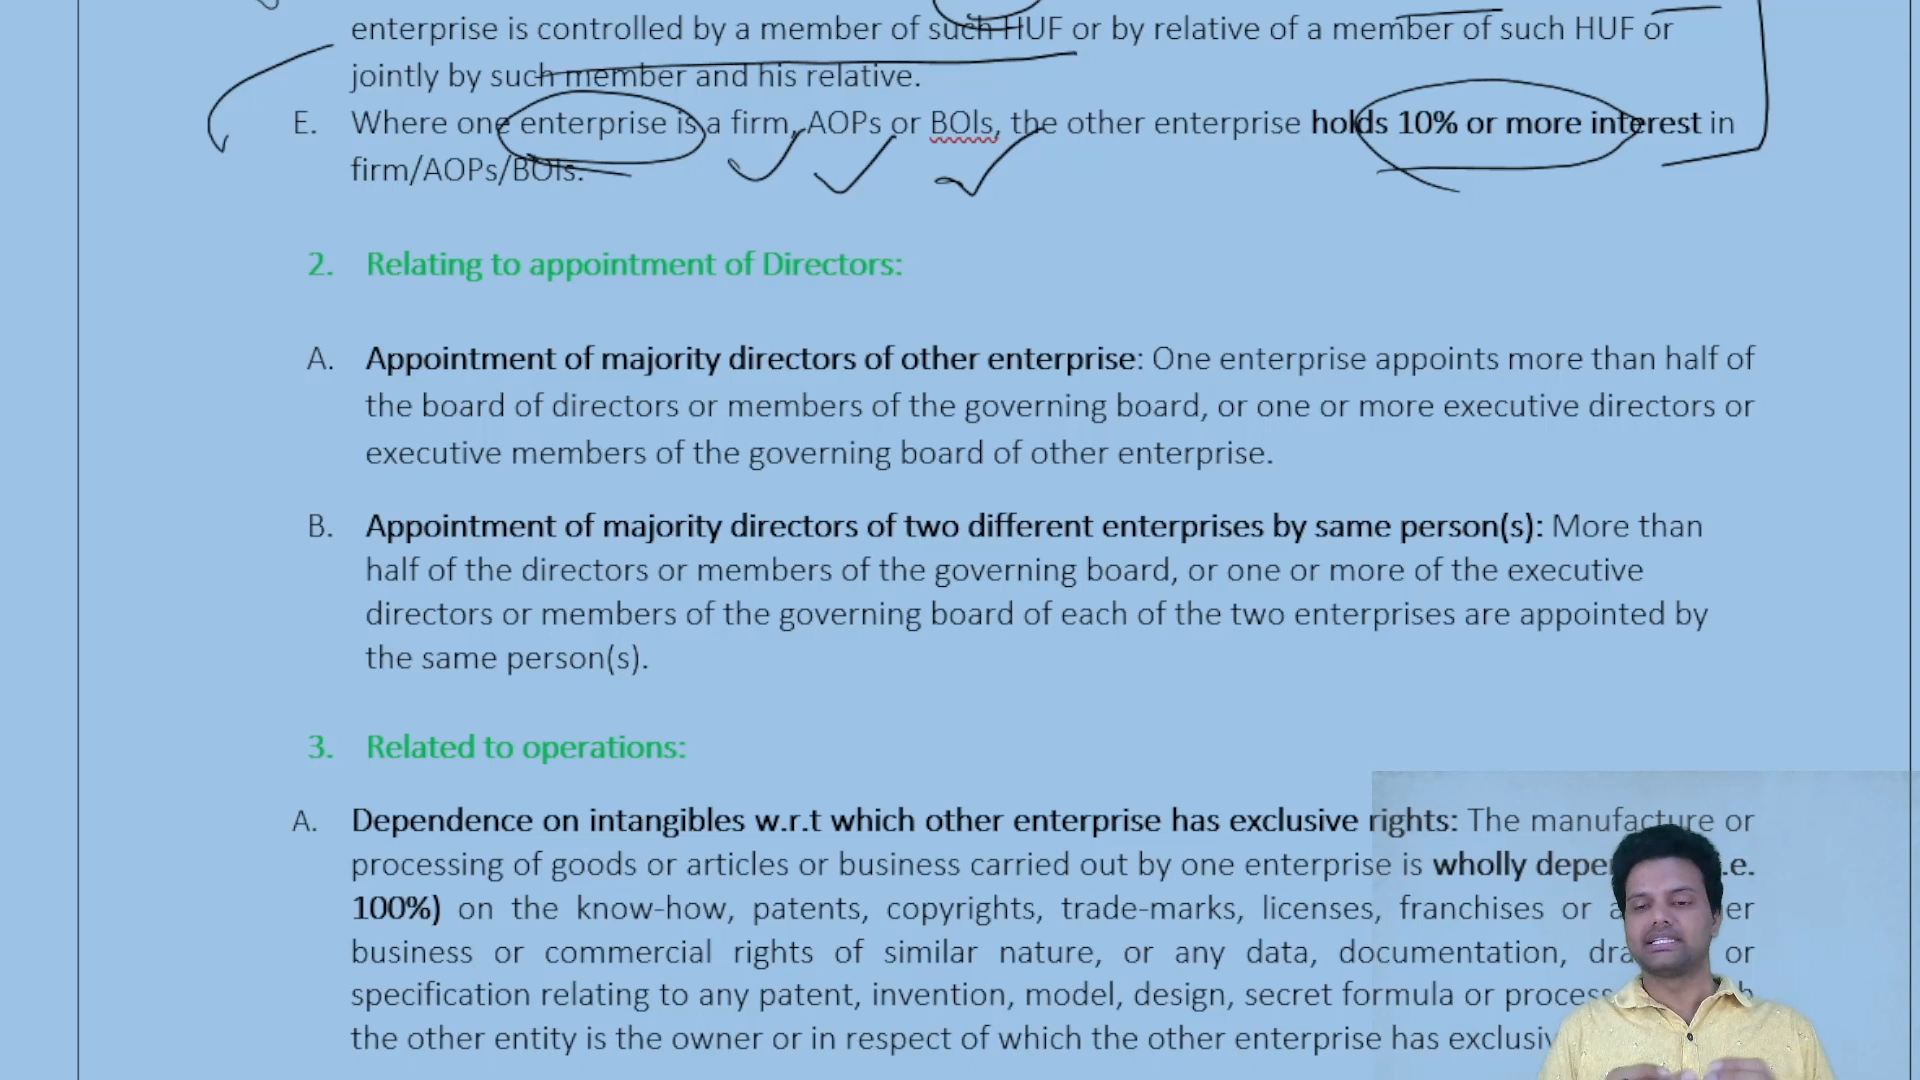 enterprise is controlled by a member of such HUF or by relative of a member of such HUF or
jointly by such member and his relative.
E. Where one enterprise is a firm, AOPs or BOIs, the other enterprise holds 10% or more interest in
firm/AOPs/BOIs.
2. Relating to appointment of Directors:
A. Appointment of majority directors of other enterprise: One enterprise appoints more than half of
the board of directors or members of the governing board, or one or more executive directors or
executive members of the governing board of other enterprise.
B. Appointment of majority directors of two different enterprises by same person(s): More than
half of the directors or members of the governing board, or one or more of the executive
directors or members of the governing board of each of the two enterprises are appointed by
the same person(s).
3. Related to operations:
A. Dependence on intangibles w.r.t which other enterprise has exclusive rights: The manufacture or
processing of goods or articles or business carried out by one enterprise is wholly .e.
100%) on the know-how, patents, copyrights, trade-marks, licenses, franchises or
business or commercial rights of similar nature, or any data, documentation, or
specification relating to any patent, invention, model, design, secret formula or
the other entity is the owner or in respect of which the other enterprise has